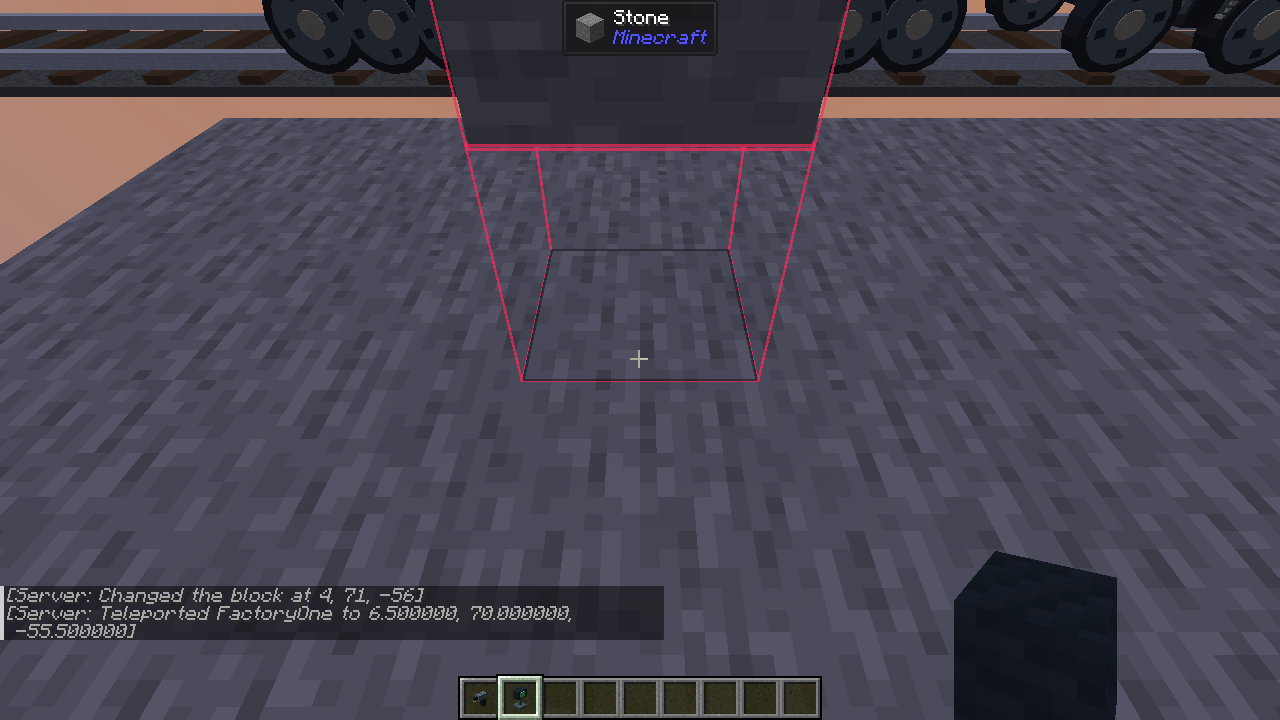 Stone
Minecraft
[Server: Changed the block at 4, 71, -56]
[Server: Teleported FactoryOne to 6.500000, 70.000000,
-55.500000]